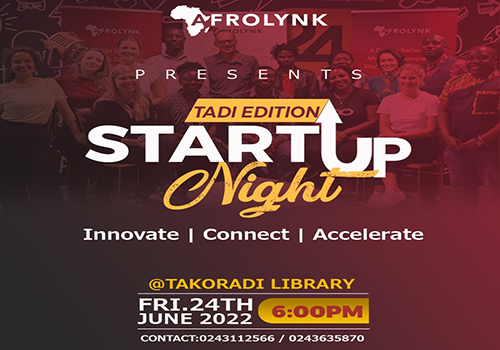 AFROLYNK
PRESENTS
TADI EDITION
STARTUP
Night
Innovate | Connect | Accelerate
@TAKORADI LIBRARY
FRI.24TH
JUNE 2022
6:00PM
CONTACT:0243112566 / 0243635870